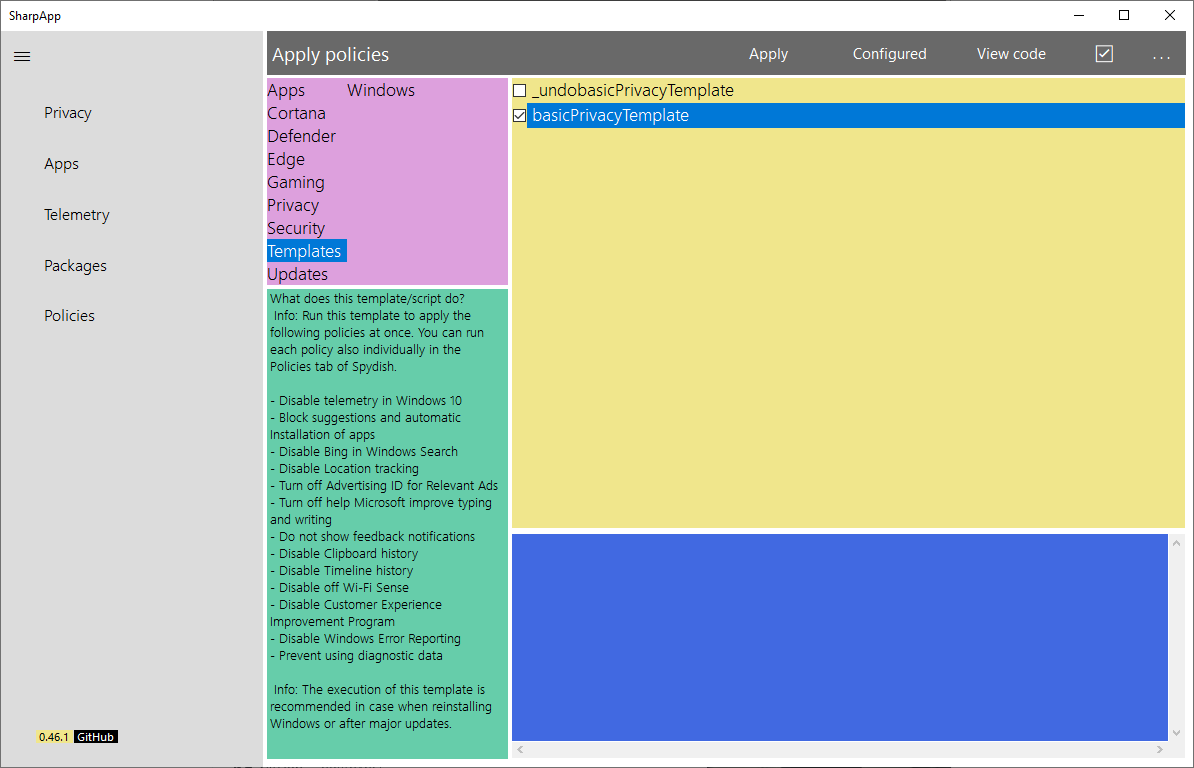 SharpApp
Privacy
Apps
Telemetry
Packages
Policies
0.46.1 GitHub
Apply policies
Apply Configured View code ...
Apps Windows
Cortana
Defender
Edge
Gaming
Privacy
Security
Templates
Updates
What does this template/script do?
Info: Run this template to apply the
following policies at once. You can run
each policy also individually in the
Policies tab of Spydish.
- Disable telemetry in Windows 10
- Block suggestions and automatic
Installation of apps
- Disable Bing in Windows Search
- Disable Location tracking
- Turn off Advertising ID for Relevant Ads
- Turn off help Microsoft improve typing
and writing
- Do not show feedback notifications
- Disable Clipboard history
- Disable Timeline history
- Disable off Wi-Fi Sense
- Disable Customer Experience
Improvement Program
- Disable Windows Error Reporting
- Prevent using diagnostic data
Info: The execution of this template is
recommended in case when reinstalling
Windows or after major updates.
_undobasicPrivacyTemplate
basicPrivacyTemplate